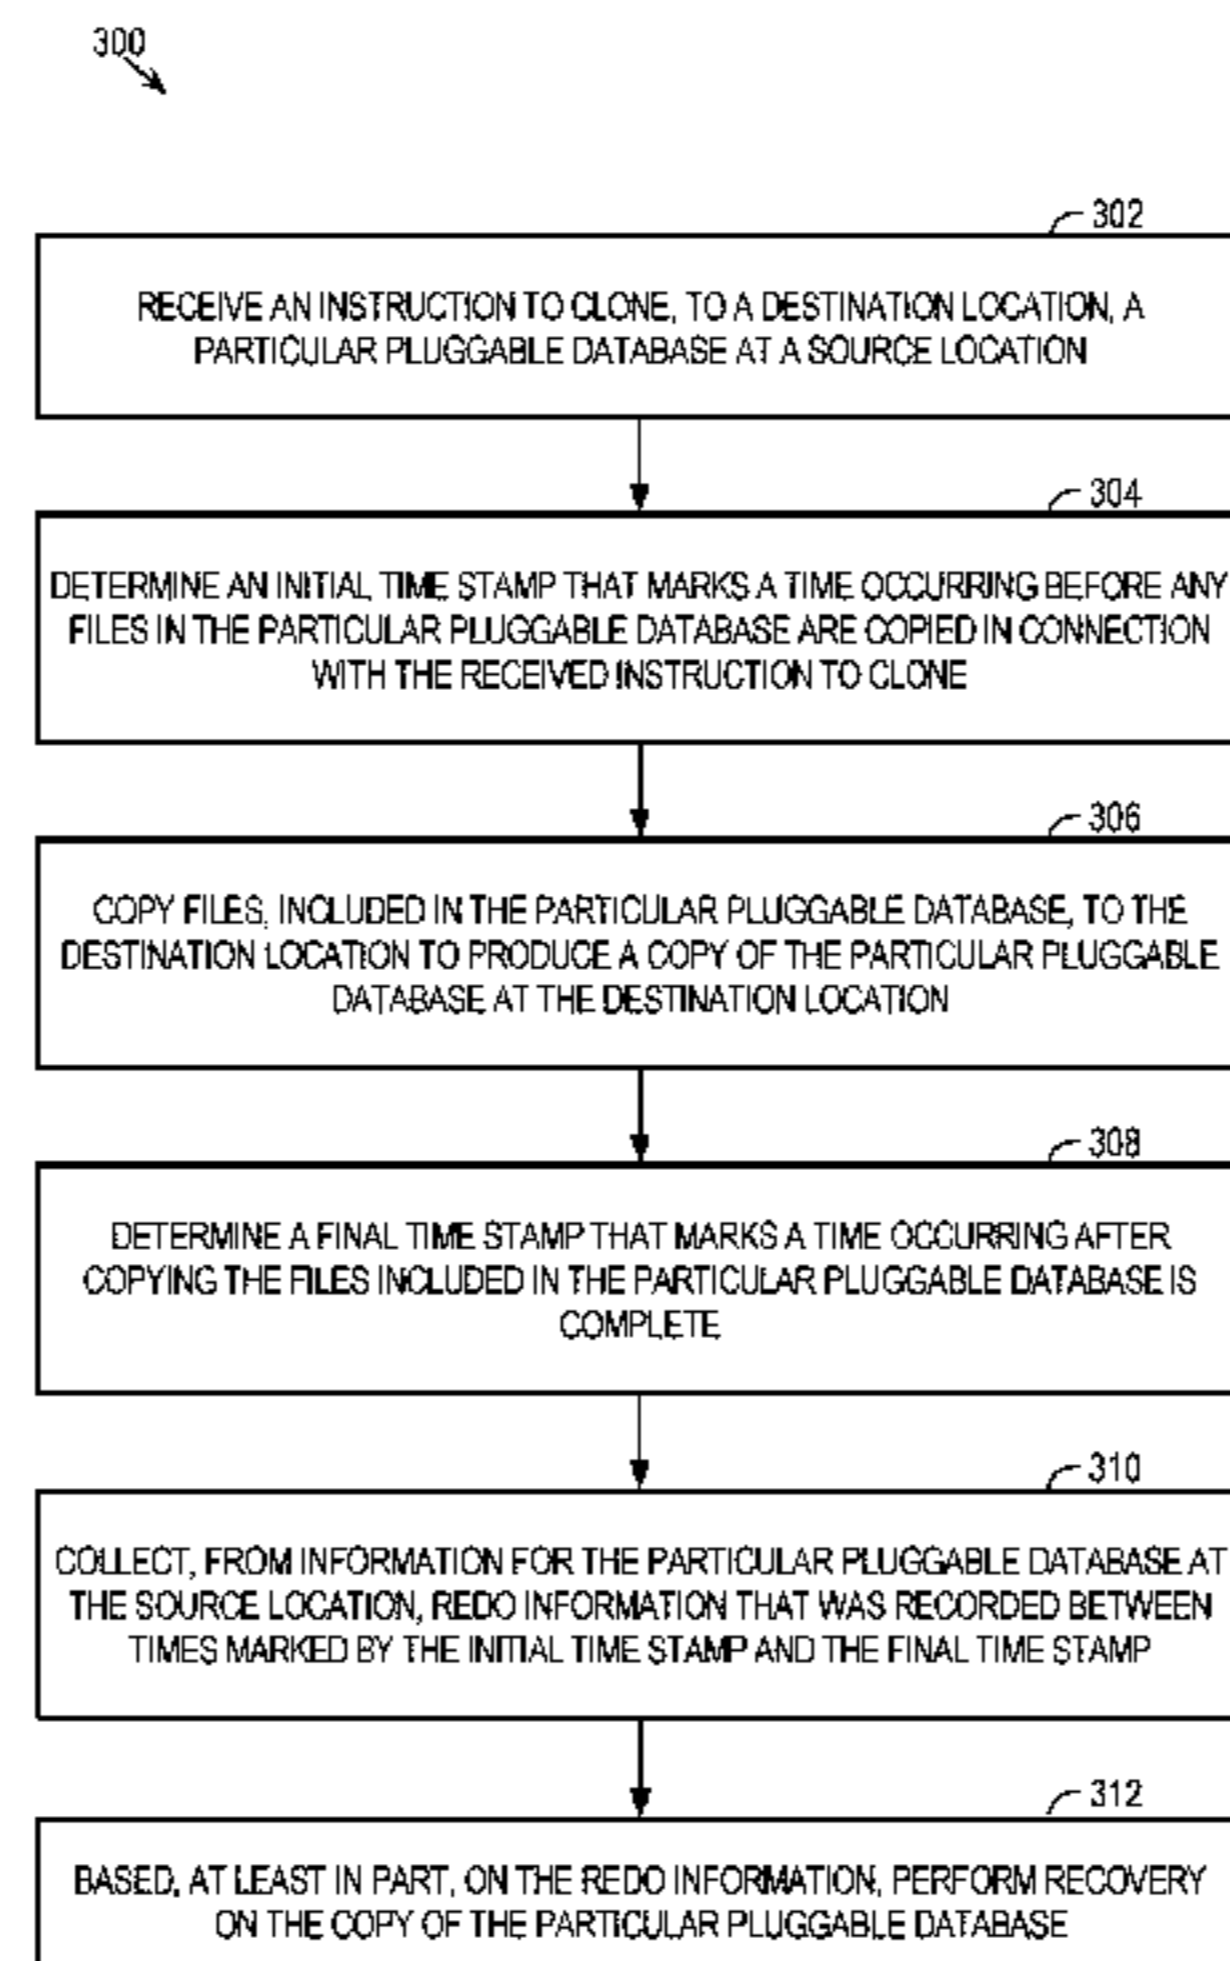 300
302
RECEIVE AN INSTRUCTION TO CLONE, TO A DESTINATION LOCATION, A
PARTICULAR PLUGGABLE DATABASE AT A SOURCE LOCATION
304
DETERMINE AN INITIAL TIME STAMP THAT MARKS A TIME OCCURRING BEFORE ANY
FILES IN THE PARTICULAR PLUGGABLE DATABASE ARE COPIED IN CONNECTION
WITH THE RECEIVED INSTRUCTION TO CLONE
306
COPY FILES, INCLUDED IN THE PARTICULAR PLUGGABLE DATABASE, TO THE
DESTINATION LOCATION TO PRODUCE A COPY OF THE PARTICULAR PLUGGABLE
DATABASE AT THE DESTINATION LOCATION
308
DETERMINE A FINAL TIME STAMP THAT MARKS A TIME OCCURRING AFTER
COPYING THE FILES INCLUDED IN THE PARTICULAR PLUGGABLE DATABASE IS
COMPLETE
310
COLLECT, FROM INFORMATION FOR THE PARTICULAR PLUGGABLE DATABASE AT
THE SOURCE LOCATION, REDO INFORMATION THAT WAS RECORDED BETWEEN
TIMES MARKED BY THE INITIAL TIME STAMP AND THE FINAL TIME STAMP
312
BASED, AT LEAST IN PART, ON THE REDO INFORMATION, PERFORM RECOVERY
ON THE COPY OF THE PARTICULAR PLUGGABLE DATABASE